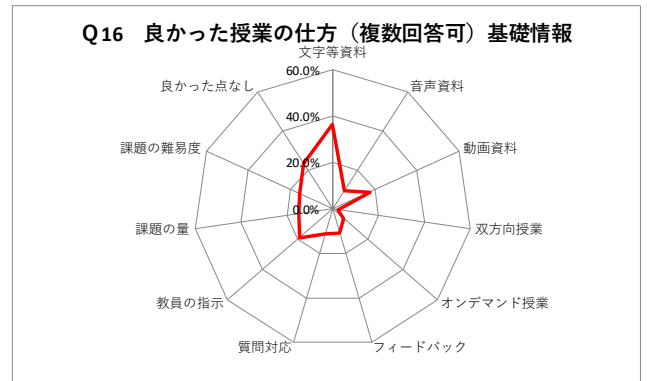 Q16 良かった授業の仕方（複数回答可）基礎情報
文字等資料
60.0%
良かった点なし
音声資料
40.0%
課題の難易度
動画資料
20.0%
0.0%
課題の量
双方向授業
教員の指示
オンデマンド授業
質問対応
フィードバック